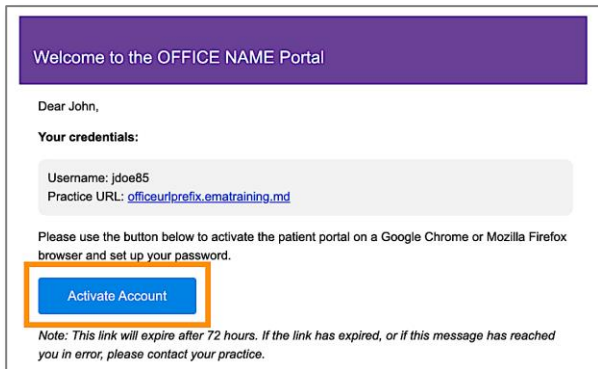 Welcome to the OFFICE NAME Portal
Dear John,
Your credentials:
Username: jdoe85
Practice URL: officeurlprefix.ematraining.md
Please use the button below to activate the patient portal on a Google Chrome or Mozilla Firefox
browser and set up your password.
Activate Account
Note: This link will expire after 72 hours. If the link has expired, or if this message has reached
you in error, please contact your practice.